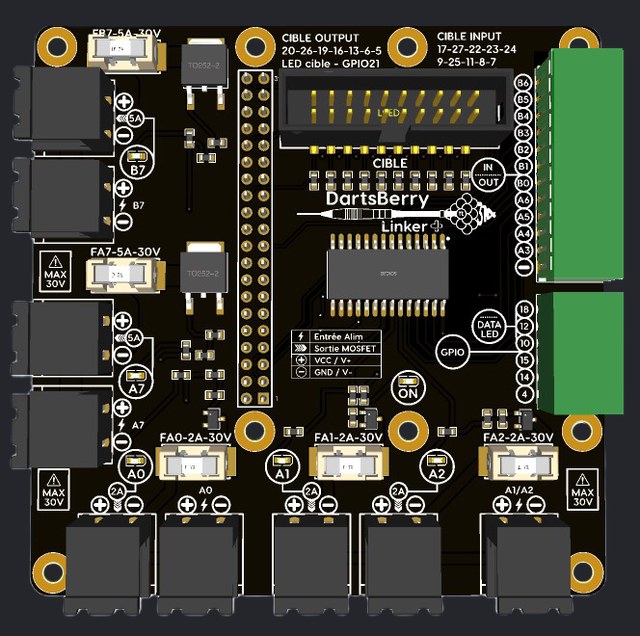 FB7-5A-30V
CIBLE OUTPUT
20-26-19-16-13-6-5
LED cible - GPIO21
CIBLE INPUT
17-27-22-23-24
9-25-11-8-7
TO252-2
5A
B7
B7
MAX
30V
FA7-5A-30V
TO252-2
5A
A7
A7
CIBLE
IN
OUT
B6
B5
B4
B3
B2
B1
B0
A6
A5
A4
A3
DartsBerry
Linker
Entrée Alim
Sortie MOSFET
VCC / V+
GND / V-
DATA
LED
GPIO
18
12
10
15
14
4
ON
1
FA0-2A-30V
FA1-2A-30V
FA2-2A-30V
A0
A1
A2
MAX
30V
2A
A0
2A
2A
A1/A2
MAX
30V